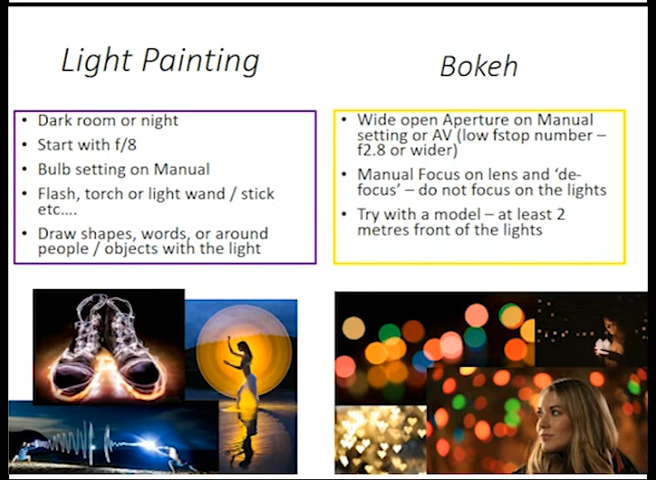 Light Painting
• Dark room or night
• Start with f/8
• Bulb setting on Manual
• Flash, torch or light wand / stick
etc....
• Draw shapes, words, or around
people / objects with the light
Bokeh
• Wide open Aperture on Manual
setting or AV (low fstop number –
f2.8 or wider)
• Manual Focus on lens and ‘de-
focus’ – do not focus on the lights
• Try with a model – at least 2
metres front of the lights